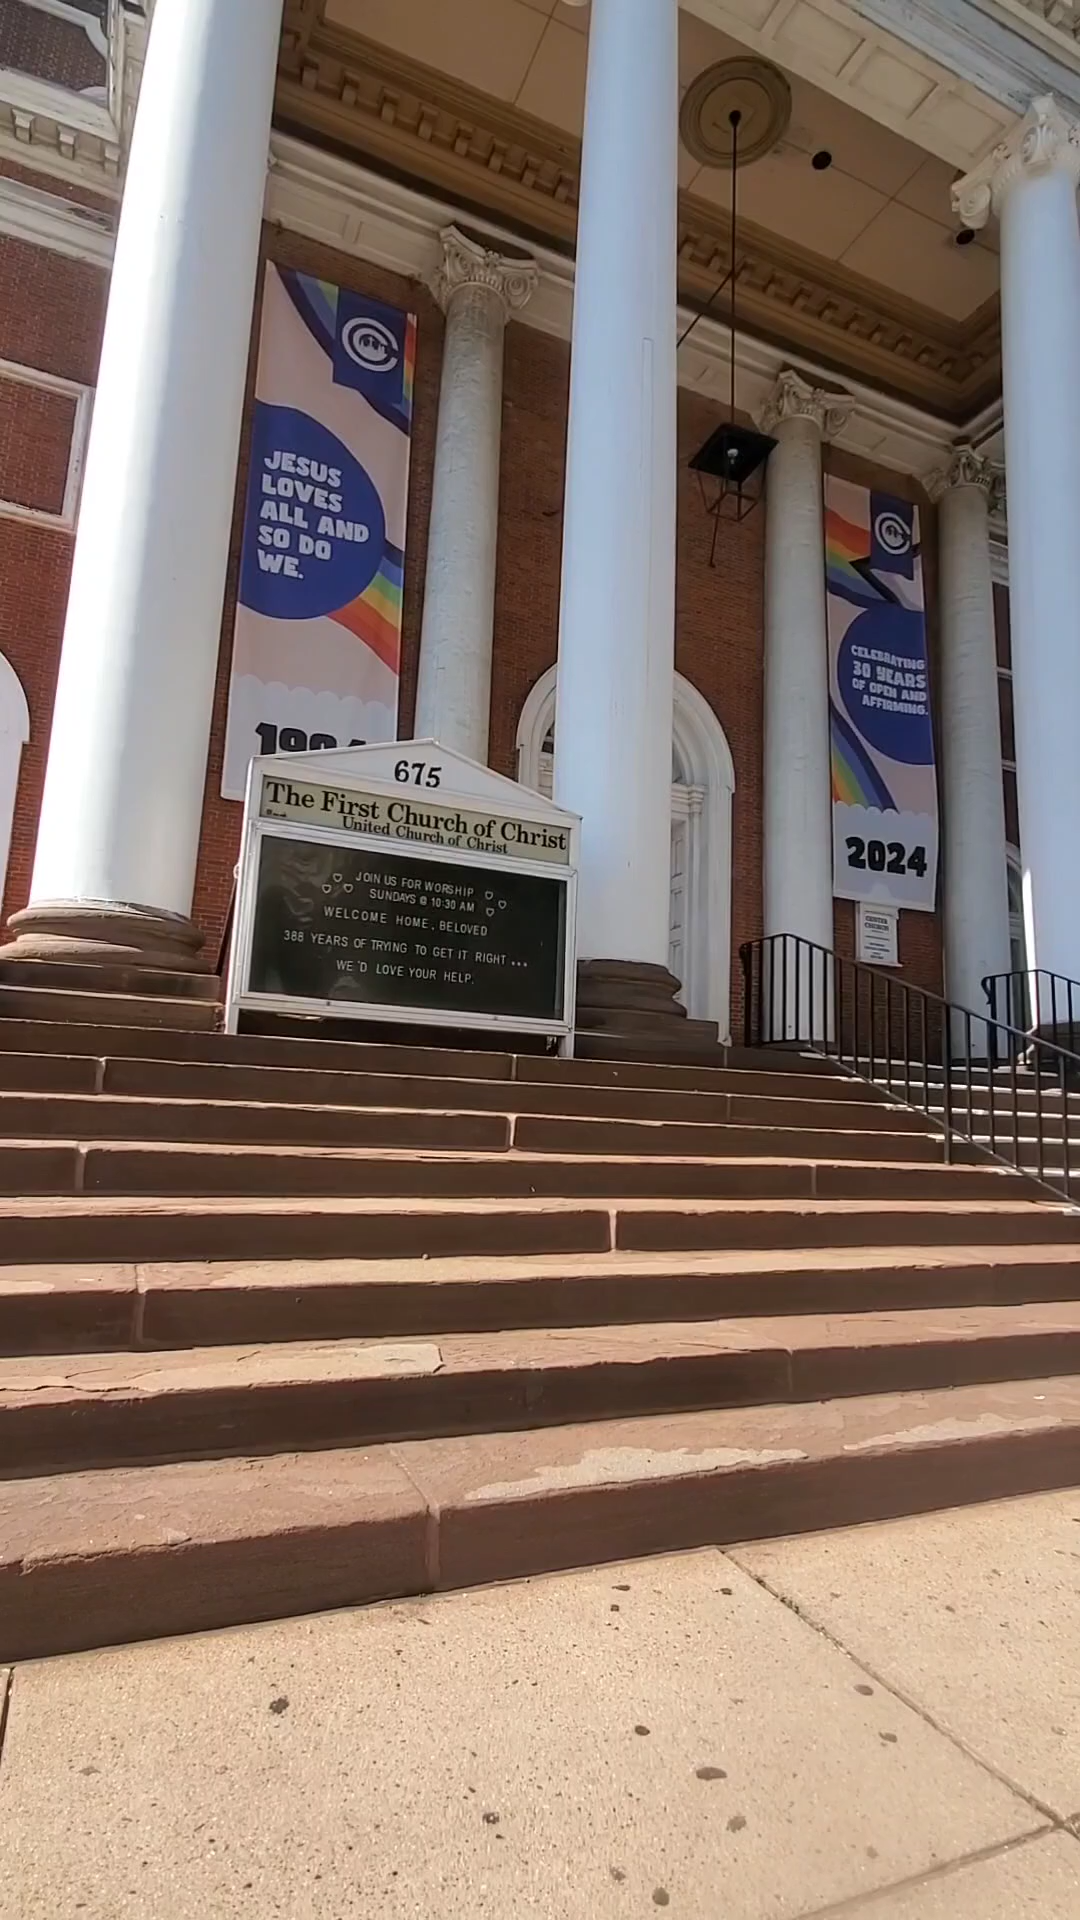 JESUS
LOVES
ALL AND
SO DO
WE.
CELEBRATING
30 YEARS
OF OPEN AND
AFFIRMING.
2024
675
The First Church of Christ
United Church of Christ
JOIN US FOR WORSHIP
SUNDAYS @ 10:30 AM
WELCOME HOME, BELOVED
388 YEARS OF TRYING TO GET IT RIGHT ...
WE'D LOVE YOUR HELP.
CENTER
CHURCH